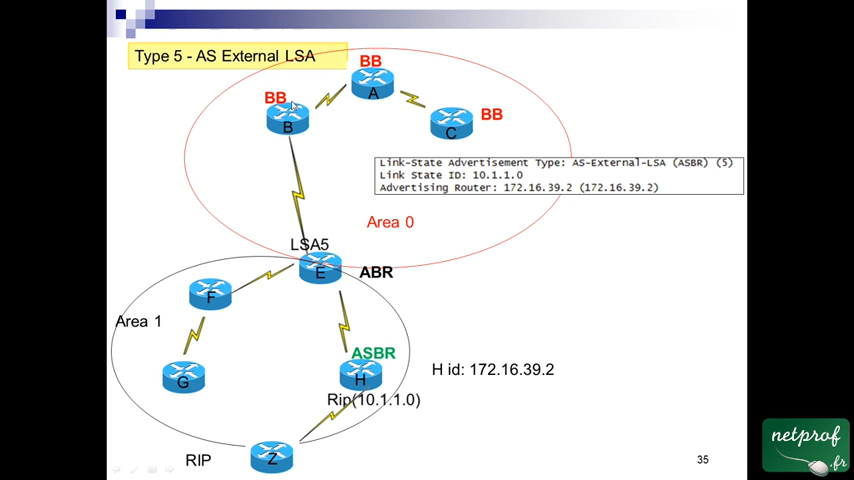 Type 5 - AS External LSA
BB
A
BB
B
BB
C
Link-State Advertisement Type: AS-External-LSA (ASBR) (5)
Link State ID: 10.1.1.0
Advertising Router: 172.16.39.2 (172.16.39.2)
Area 0
LSA5
E
ABR
F
Area 1
ASBR
G
H
H id: 172.16.39.2
Rip(10.1.1.0)
RIP
Z
35
netprof
.fr